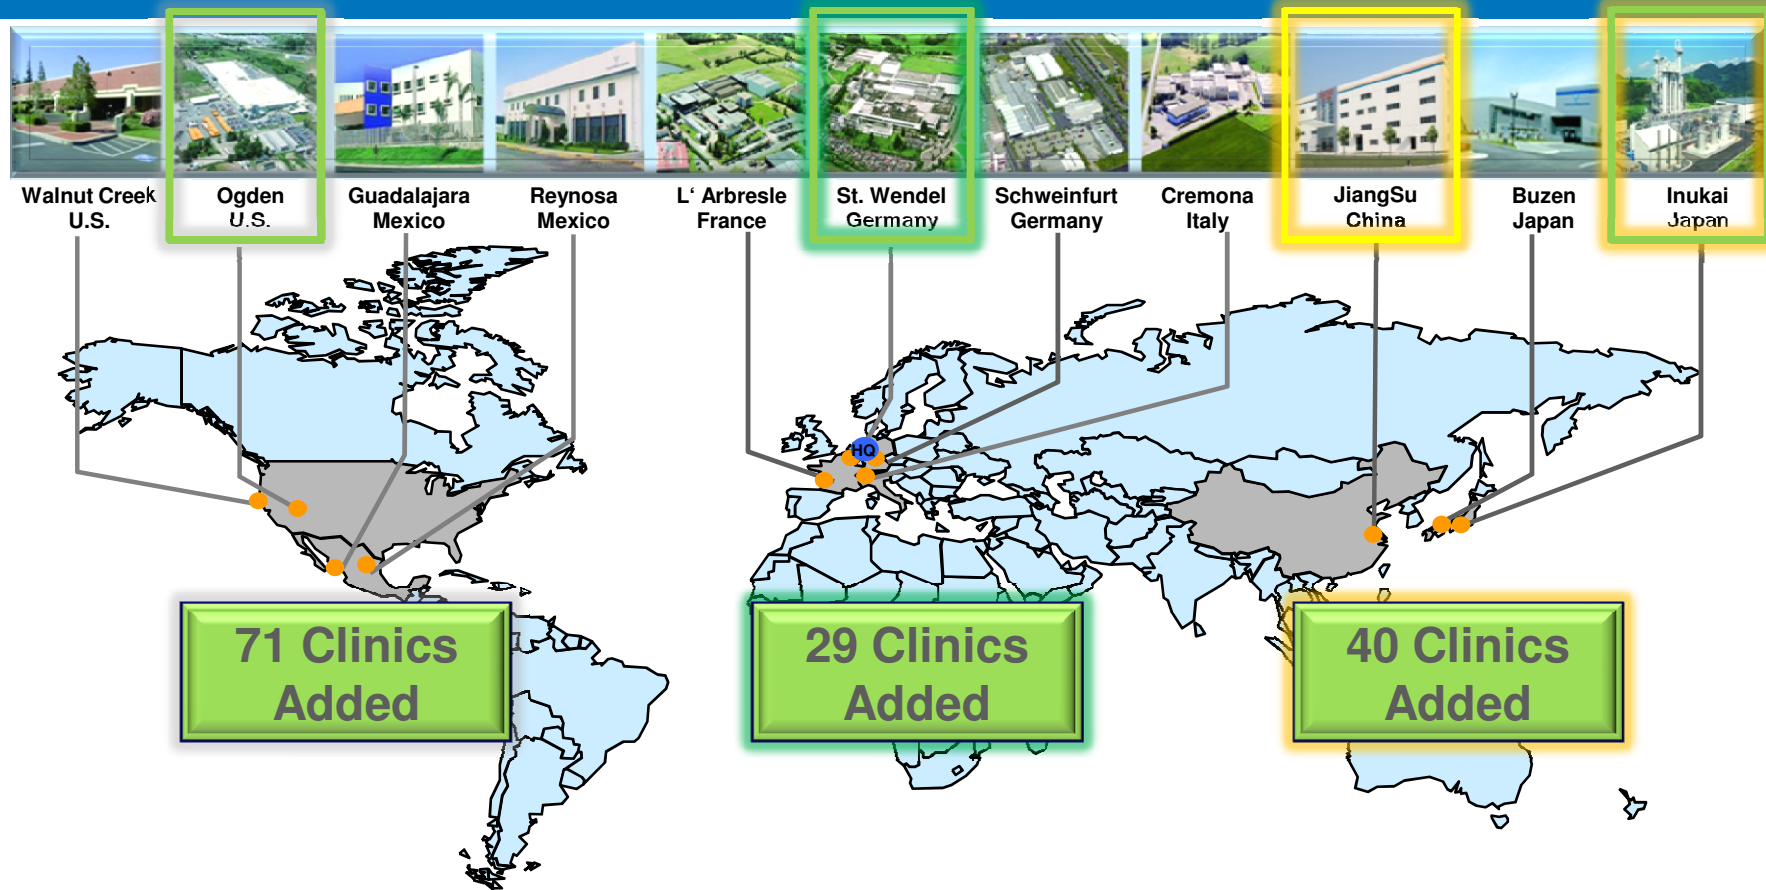 Walnut Creek
U.S.
Ogden
U.S.
Guadalajara
Mexico
Reynosa
Mexico
L‘ Arbresle
France
St. Wendel
Germany
Schweinfurt
Germany
Cremona
Italy
JiangSu
China
Buzen
Japan
Inukai
Japan
HQ
71 Clinics
Added
29 Clinics
Added
40 Clinics
Added